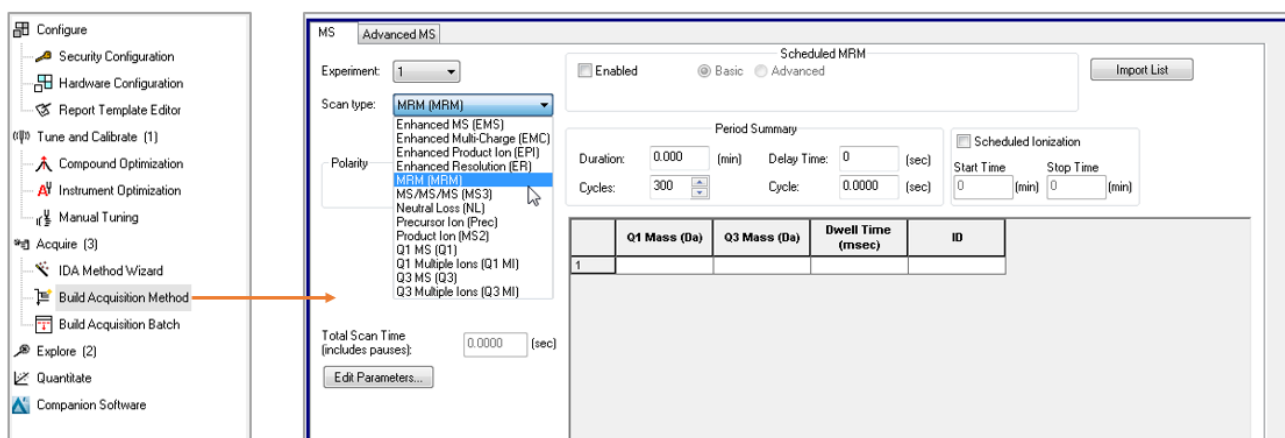 Configure
Security Configuration
Hardware Configuration
Report Template Editor
Tune and Calibrate (1)
Compound Optimization
Instrument Optimization
Manual Tuning
Acquire (3)
IDA Method Wizard
Build Acquisition Method
Build Acquisition Batch
Explore (2)
Quantitate
Companion Software
MS Advanced MS
Experiment: 1
Scan type: MRM (MRM)
Enhanced MS (EMS)
Enhanced Multi-Charge (EMC)
Enhanced Product Ion (EPI)
Enhanced Resolution (ER)
MRM (MRM)
MS/MS/MS (MS3)
Neutral Loss (NL)
Precursor Ion (Prec)
Product Ion (MS2)
Q1 MS (Q1)
Q1 Multiple Ions (Q1 MI)
Q3 MS (Q3)
Q3 Multiple Ions (Q3 MI)
Polarity
Total Scan Time
(includes pauses): 0.0000 (sec)
Edit Parameters...
Scheduled MRM
Enabled Basic Advanced
Import List
Period Summary
Duration: 0.000 (min) Delay Time: 0 (sec)
Cycles: 300 Cycle: 0.0000 (sec)
Scheduled Ionization
Start Time Stop Time
0 (min) 0 (min)
Q1 Mass (Da) Q3 Mass (Da) Dwell Time (msec) ID
1